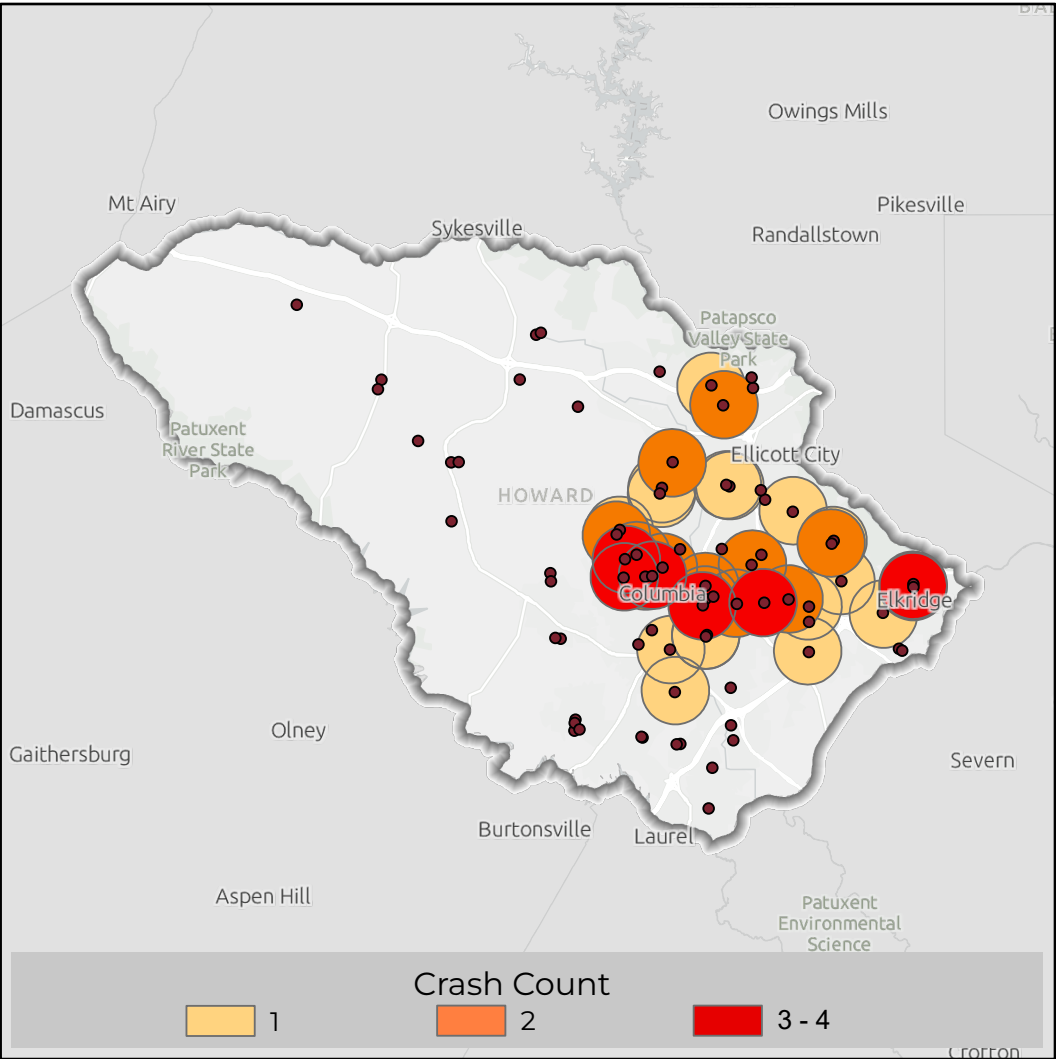 Owings Mills
Mt Airy
Pikesville
Sykesville
Randallstown
Patapsco
Valley State
Park
Damascus
Patuxent
River State
Park
Ellicott City
HOWARD
Columbia
Elkridge
Olney
Gaithersburg
Severn
Burtonsville
Laurel
Aspen Hill
Patuxent
Environmental
Science
Crash Count
1
2
3 - 4
Crofton